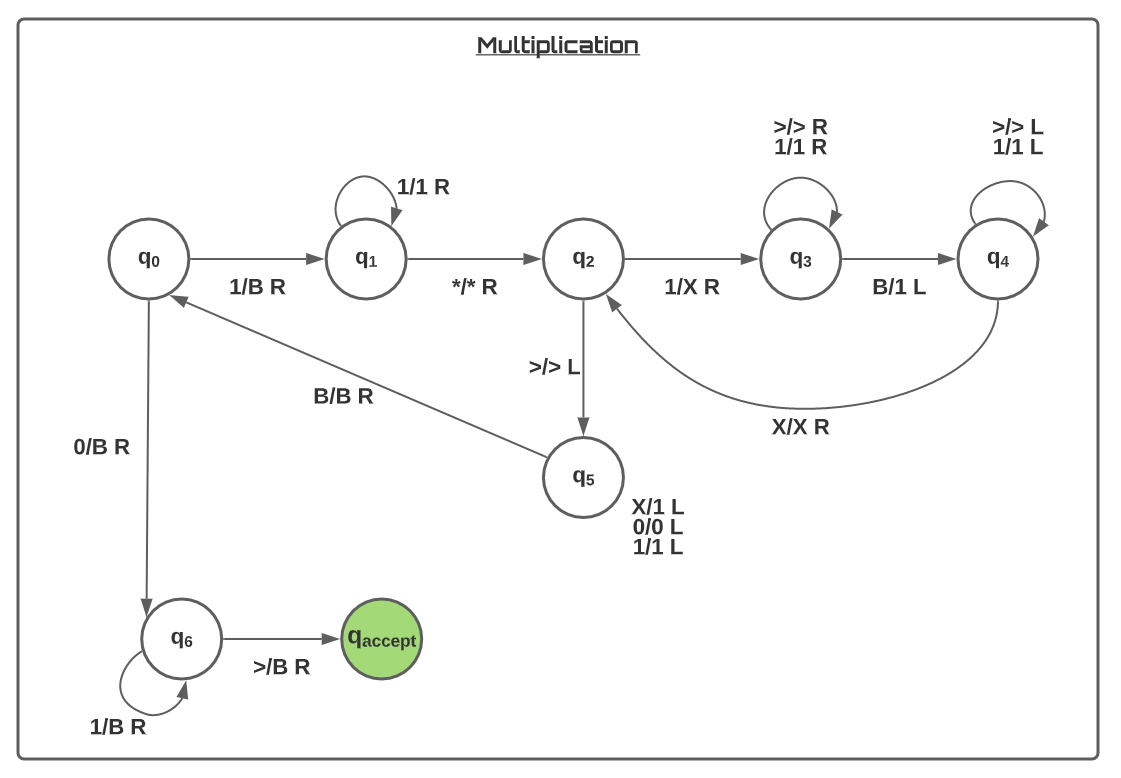 Multiplication
>/> R
1/1 R
>/> L
1/1 L
1/1 R
q0
q1
q2
q3
q4
1/B R
*/* R
1/X R
B/1 L
>/> L
B/B R
X/X R
0/B R
q5
X/1 L
0/0 L
1/1 L
q6
qaccept
>/B R
1/B R